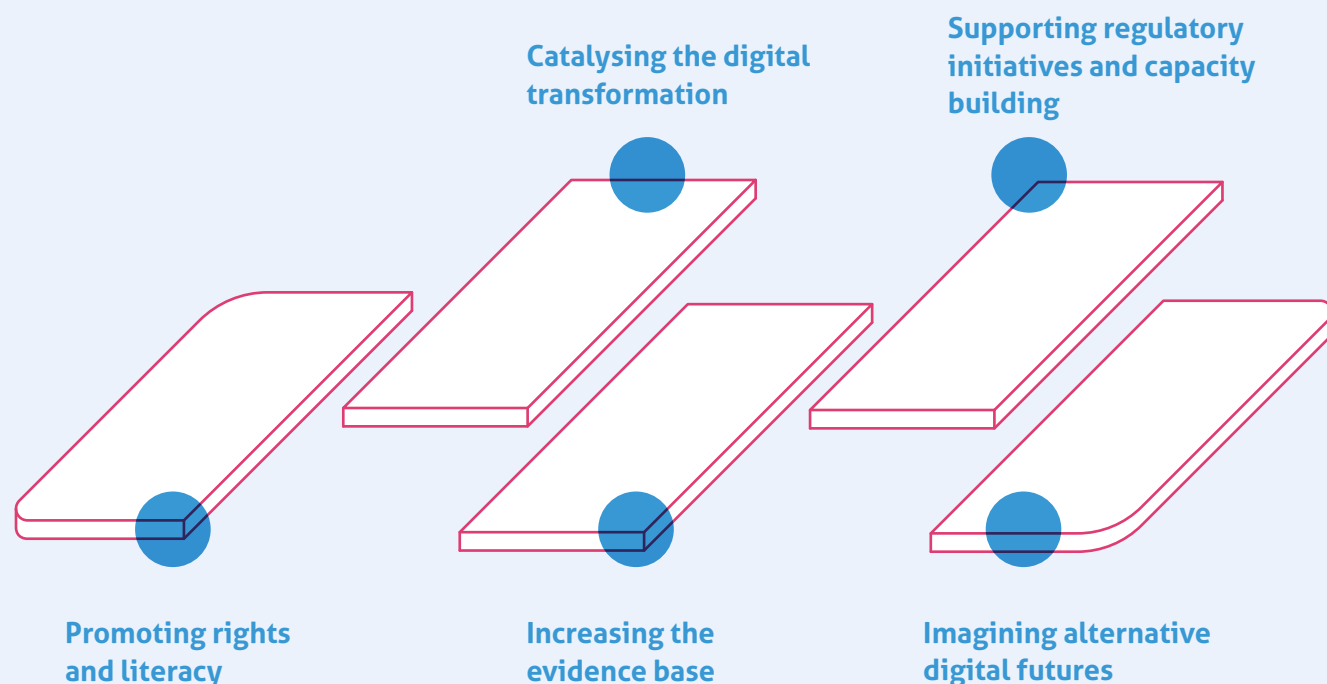 Catalysing the digital
transformation
Supporting regulatory
initiatives and capacity
building
Promoting rights
and literacy
Increasing the
evidence base
Imagining alternative
digital futures